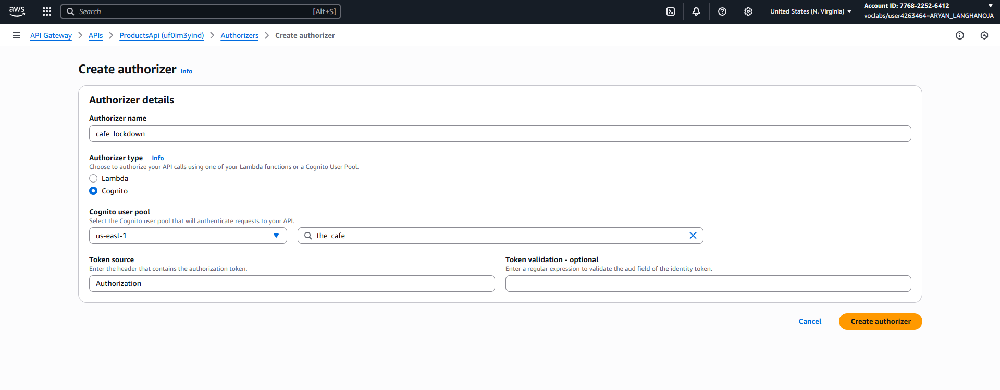 aws
Search [Alt+S]
United States (N. Virginia)
Account ID: 7768-2252-6412
voclabs/user4263464=ARYAN_LANGHANOJA
API Gateway
APIs
ProductsApi (uf0im3yind)
Authorizers
Create authorizer
Create authorizer Info
Authorizer details
Authorizer name
cafe_lockdown
Authorizer type Info
Choose to authorize your API calls using one of your Lambda functions or a Cognito User Pool.
Lambda
Cognito
Cognito user pool
Select the Cognito user pool that will authenticate requests to your API.
us-east-1
the_cafe
Token source
Enter the header that contains the authorization token.
Authorization
Token validation - optional
Enter a regular expression to validate the aud field of the identity token.
Cancel
Create authorizer